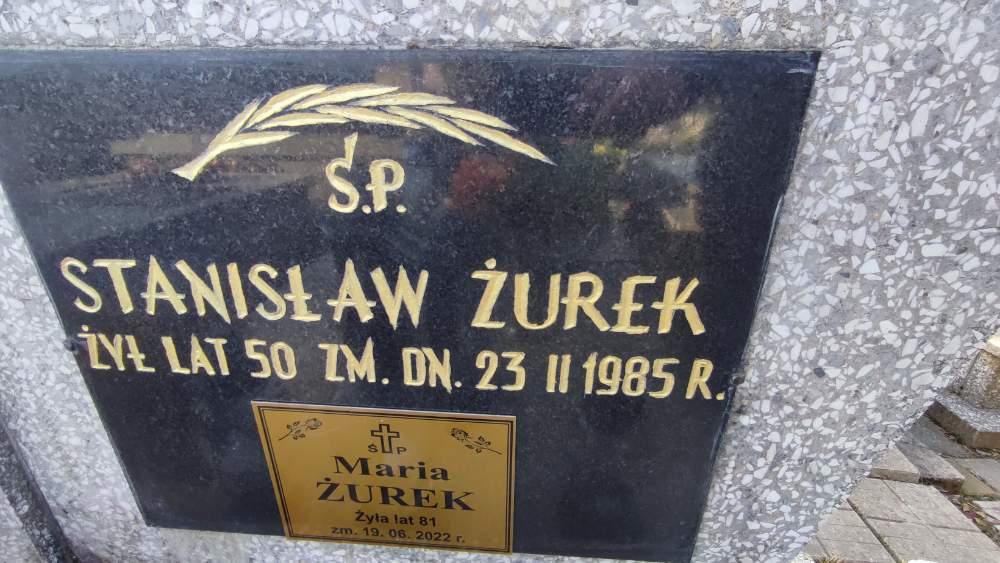 Ś.P.
STANISŁAW ŻUREK
ŻYŁ LAT 50 ZM. DN. 23 II 1985 R.
Ś P
Maria
ŻUREK
Żyła lat 81
zm. 19. 06. 2022 r.